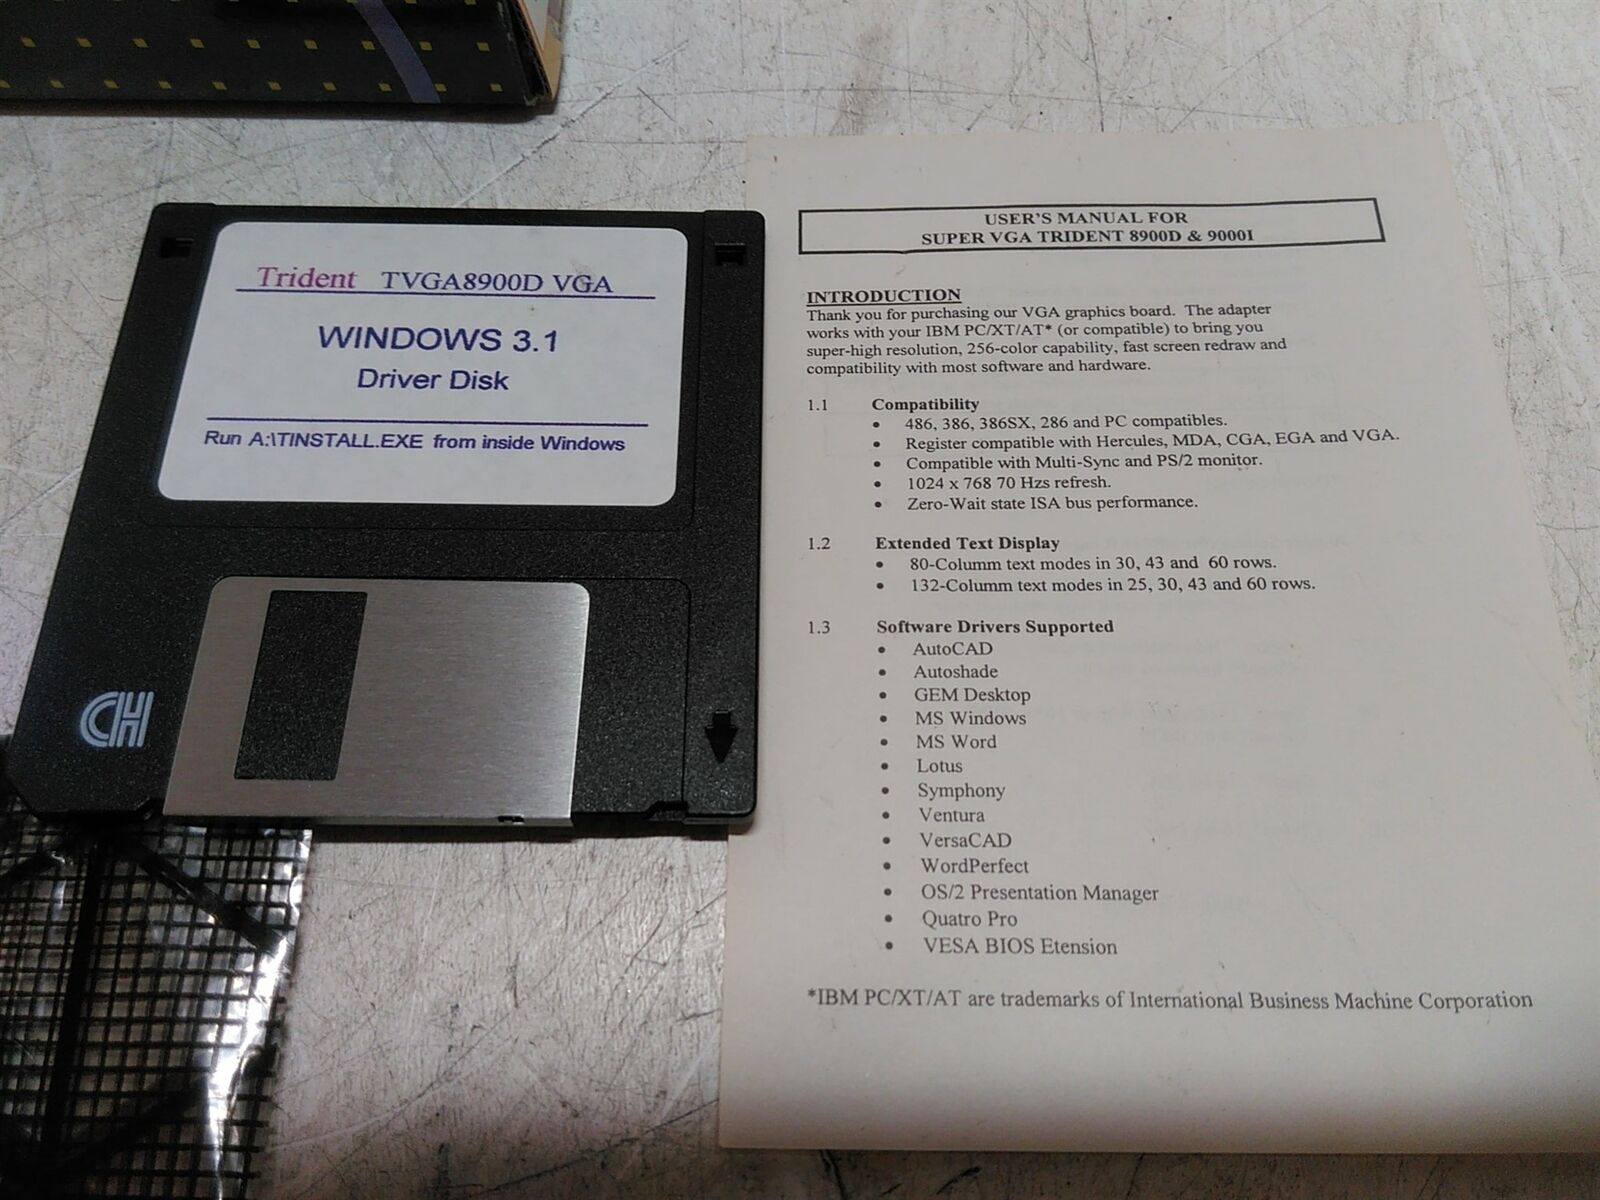 Trident TVGA8900D VGA
WINDOWS 3.1
Driver Disk
Run A:\TINSTALL.EXE from inside Windows
CH
USER'S MANUAL FOR
SUPER VGA TRIDENT 8900D & 9000I
INTRODUCTION
Thank you for purchasing our VGA graphics board. The adapter
works with your IBM PC/XT/AT* (or compatible) to bring you
super-high resolution, 256-color capability, fast screen redraw and
compatibility with most software and hardware.
1.1 Compatibility
• 486, 386, 386SX, 286 and PC compatibles.
• Register compatible with Hercules, MDA, CGA, EGA and VGA.
• Compatible with Multi-Sync and PS/2 monitor.
• 1024 x 768 70 Hzs refresh.
• Zero-Wait state ISA bus performance.
1.2 Extended Text Display
• 80-Columm text modes in 30, 43 and 60 rows.
• 132-Columm text modes in 25, 30, 43 and 60 rows.
1.3 Software Drivers Supported
• AutoCAD
• Autoshade
• GEM Desktop
• MS Windows
• MS Word
• Lotus
• Symphony
• Ventura
• VersaCAD
• WordPerfect
• OS/2 Presentation Manager
• Quatro Pro
• VESA BIOS Etension
*IBM PC/XT/AT are trademarks of International Business Machine Corporation